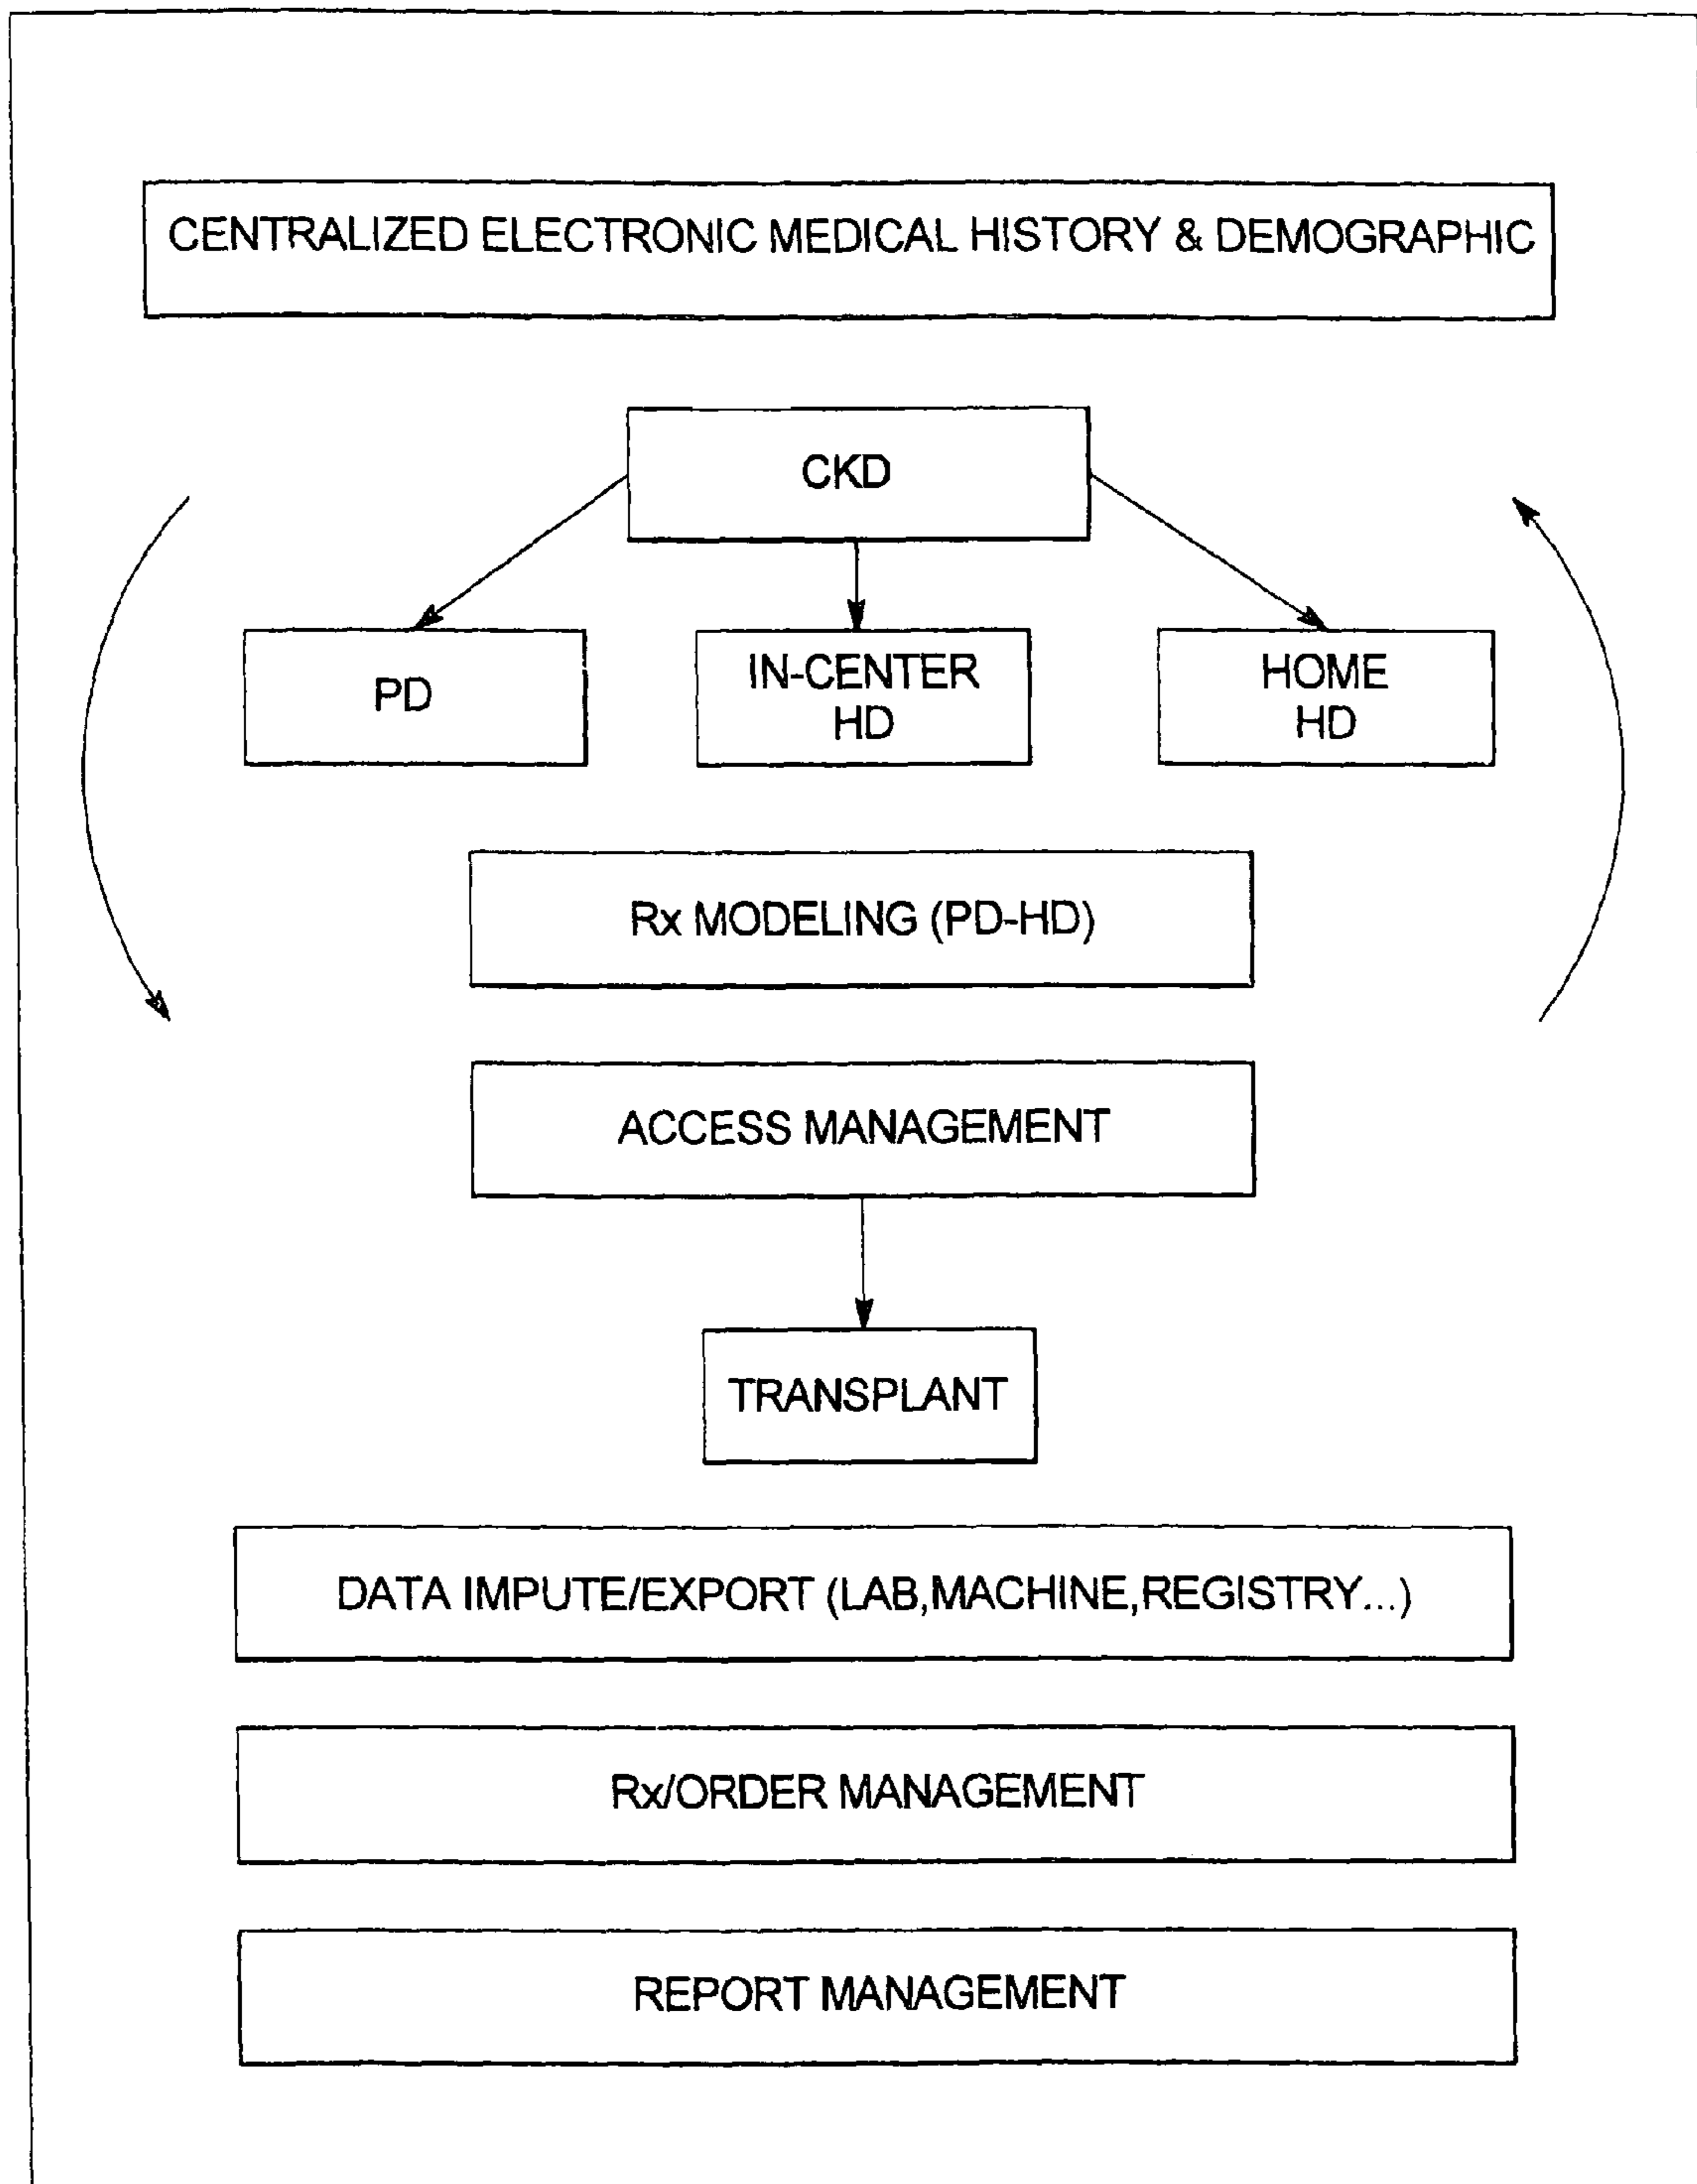 CENTRALIZED ELECTRONIC MEDICAL HISTORY & DEMOGRAPHIC
CKD
PD
IN-CENTER
HD
HOME
HD
Rx MODELING (PD-HD)
ACCESS MANAGEMENT
TRANSPLANT
DATA IMPUTE/EXPORT (LAB,MACHINE,REGISTRY...)
Rx/ORDER MANAGEMENT
REPORT MANAGEMENT